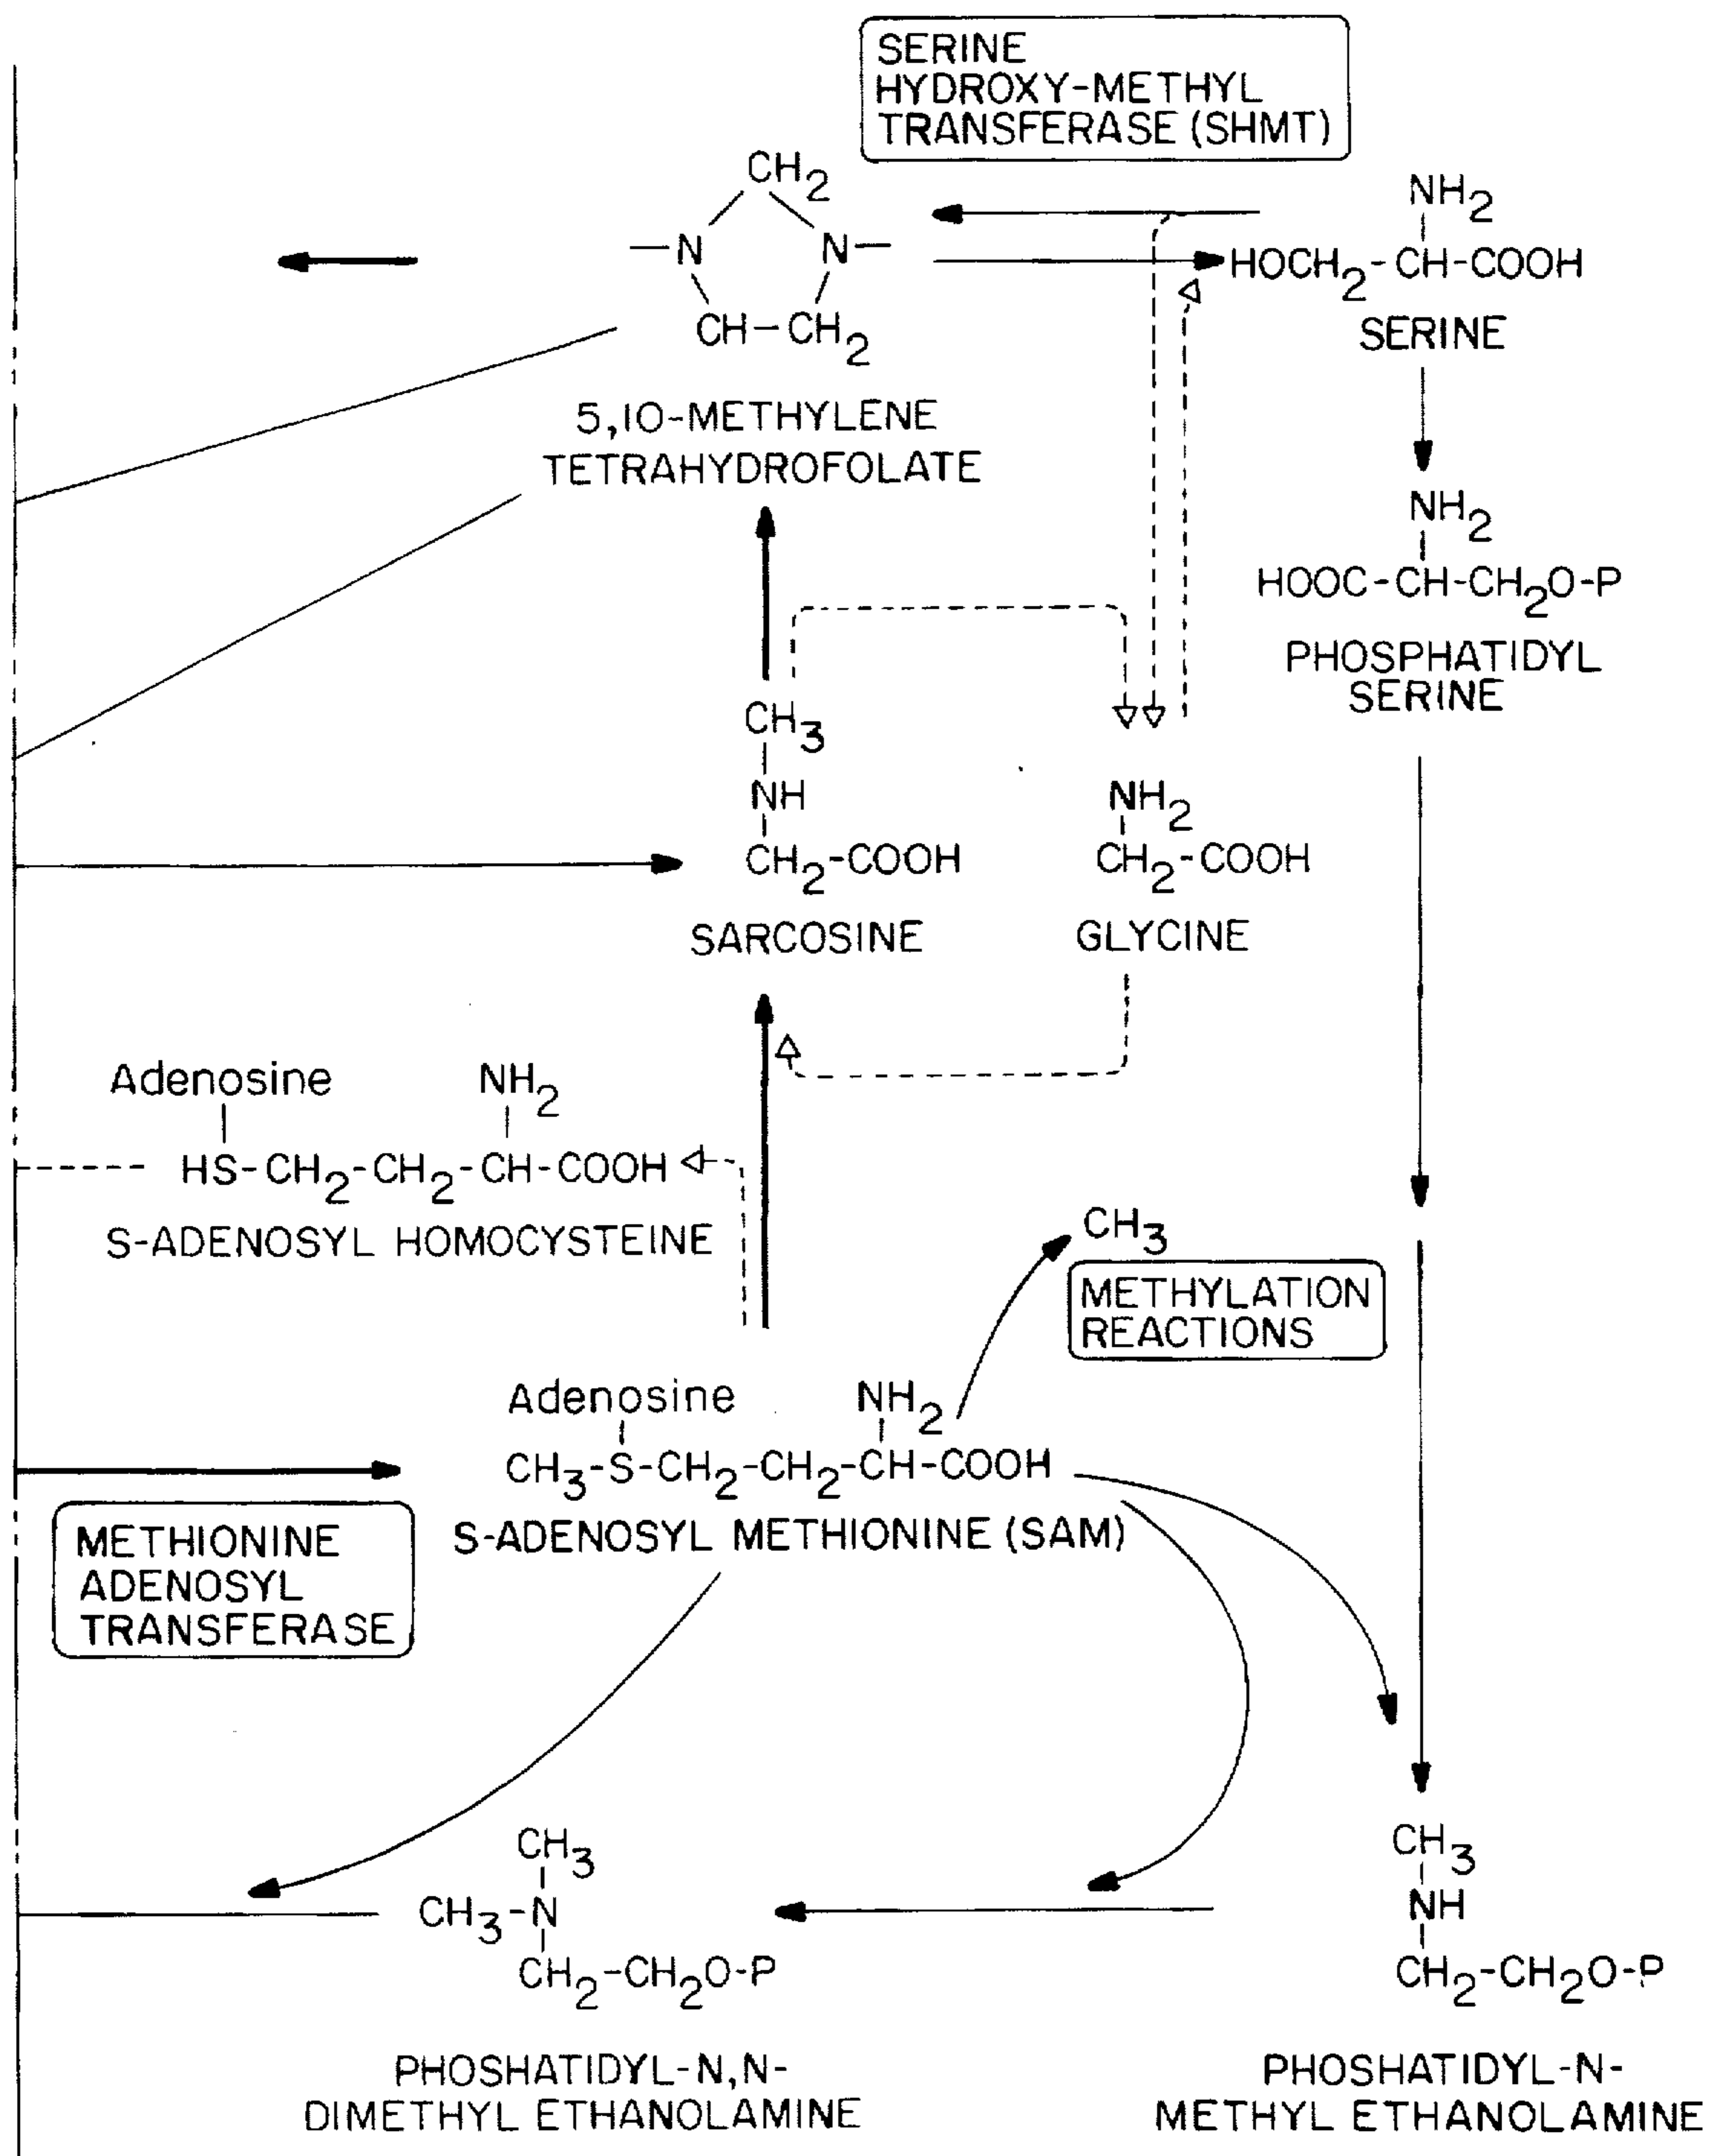 SERINE
HYDROXY-METHYL
TRANSFERASE (SHMT)
CH2
NH2
—N N—
HOCH2-CH-COOH
CH—CH2
SERINE
5,10-METHYLENE
TETRAHYDROFOLATE
NH2
HOOC-CH-CH2O-P
PHOSPHATIDYL
SERINE
CH3
NH
CH2-COOH
SARCOSINE
NH2
CH2-COOH
GLYCINE
Adenosine NH2
HS-CH2-CH2-CH-COOH
S-ADENOSYL HOMOCYSTEINE
CH3
METHYLATION
REACTIONS
Adenosine NH2
CH3-S-CH2-CH2-CH-COOH
S-ADENOSYL METHIONINE (SAM)
METHIONINE
ADENOSYL
TRANSFERASE
CH3
CH3-N
CH2-CH2O-P
PHOSHATIDYL-N,N-
DIMETHYL ETHANOLAMINE
CH3
NH
CH2-CH2O-P
PHOSHATIDYL-N-
METHYL ETHANOLAMINE